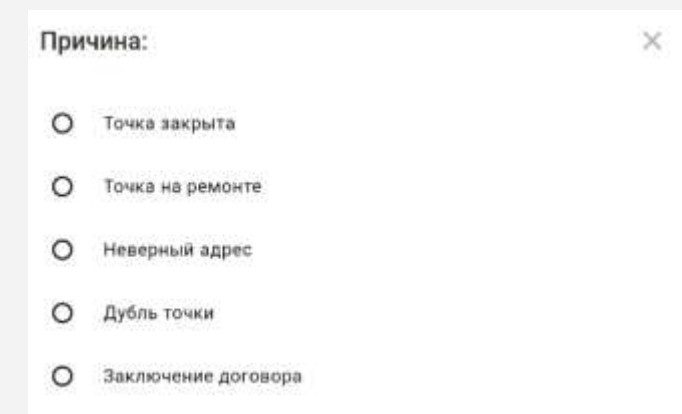 Причина:
Точка закрыта
Точка на ремонте
Неверный адрес
Дубль точки
Заключение договора